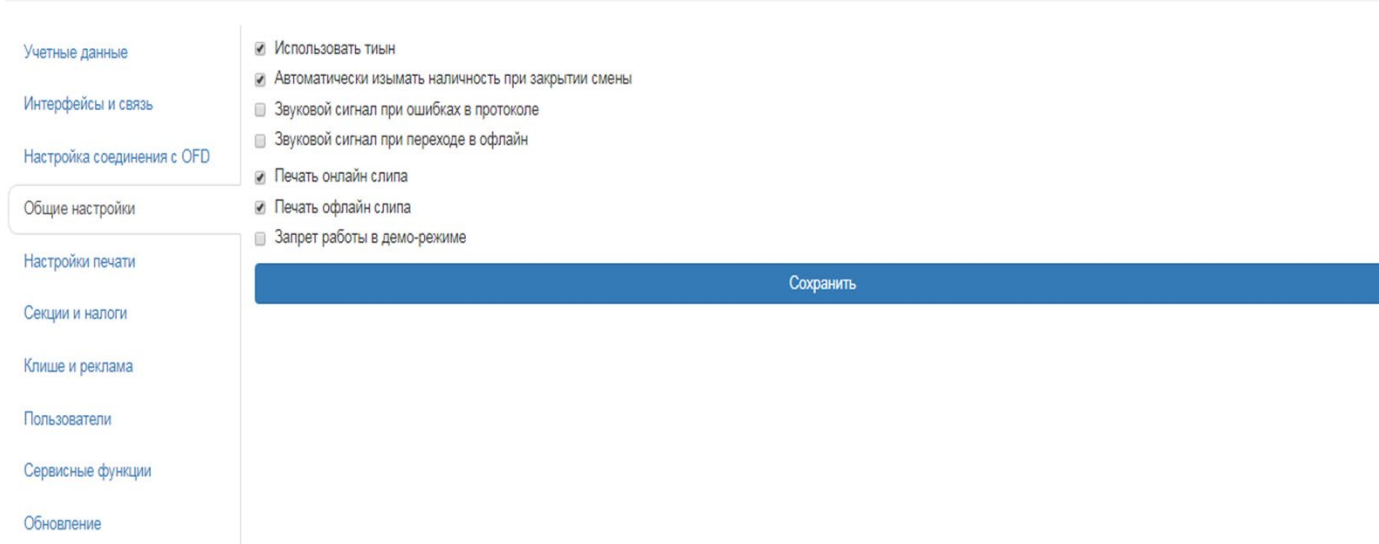 Учетные данные
Интерфейсы и связь
Настройка соединения с OFD
Общие настройки
Настройки печати
Секции и налоги
Клише и реклама
Пользователи
Сервисные функции
Обновление
Использовать тиын
Автоматически изымать наличность при закрытии смены
Звуковой сигнал при ошибках в протоколе
Звуковой сигнал при переходе в офлайн
Печать онлайн слипа
Печать офлайн слипа
Запрет работы в демо-режиме
Сохранить